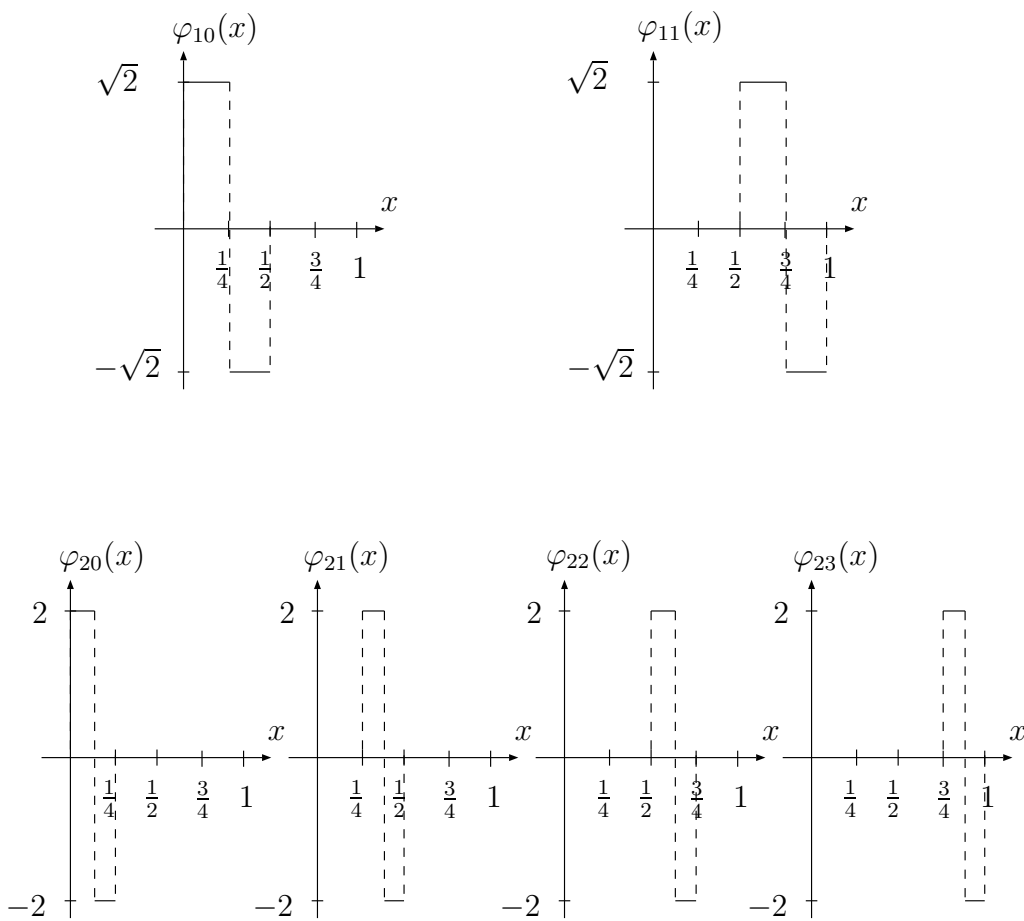 φ₁₀(x) φ₁₁(x)
√2 √2
x x
1/4 1/2 3/4 1 1/4 1/2 3/4 1
−√2 −√2
φ₂₀(x) φ₂₁(x) φ₂₂(x) φ₂₃(x)
2 2 2 2
x x x x
1/4 1/2 3/4 1 1/4 1/2 3/4 1 1/4 1/2 3/4 1 1/4 1/2 3/4 1
−2 −2 −2 −2